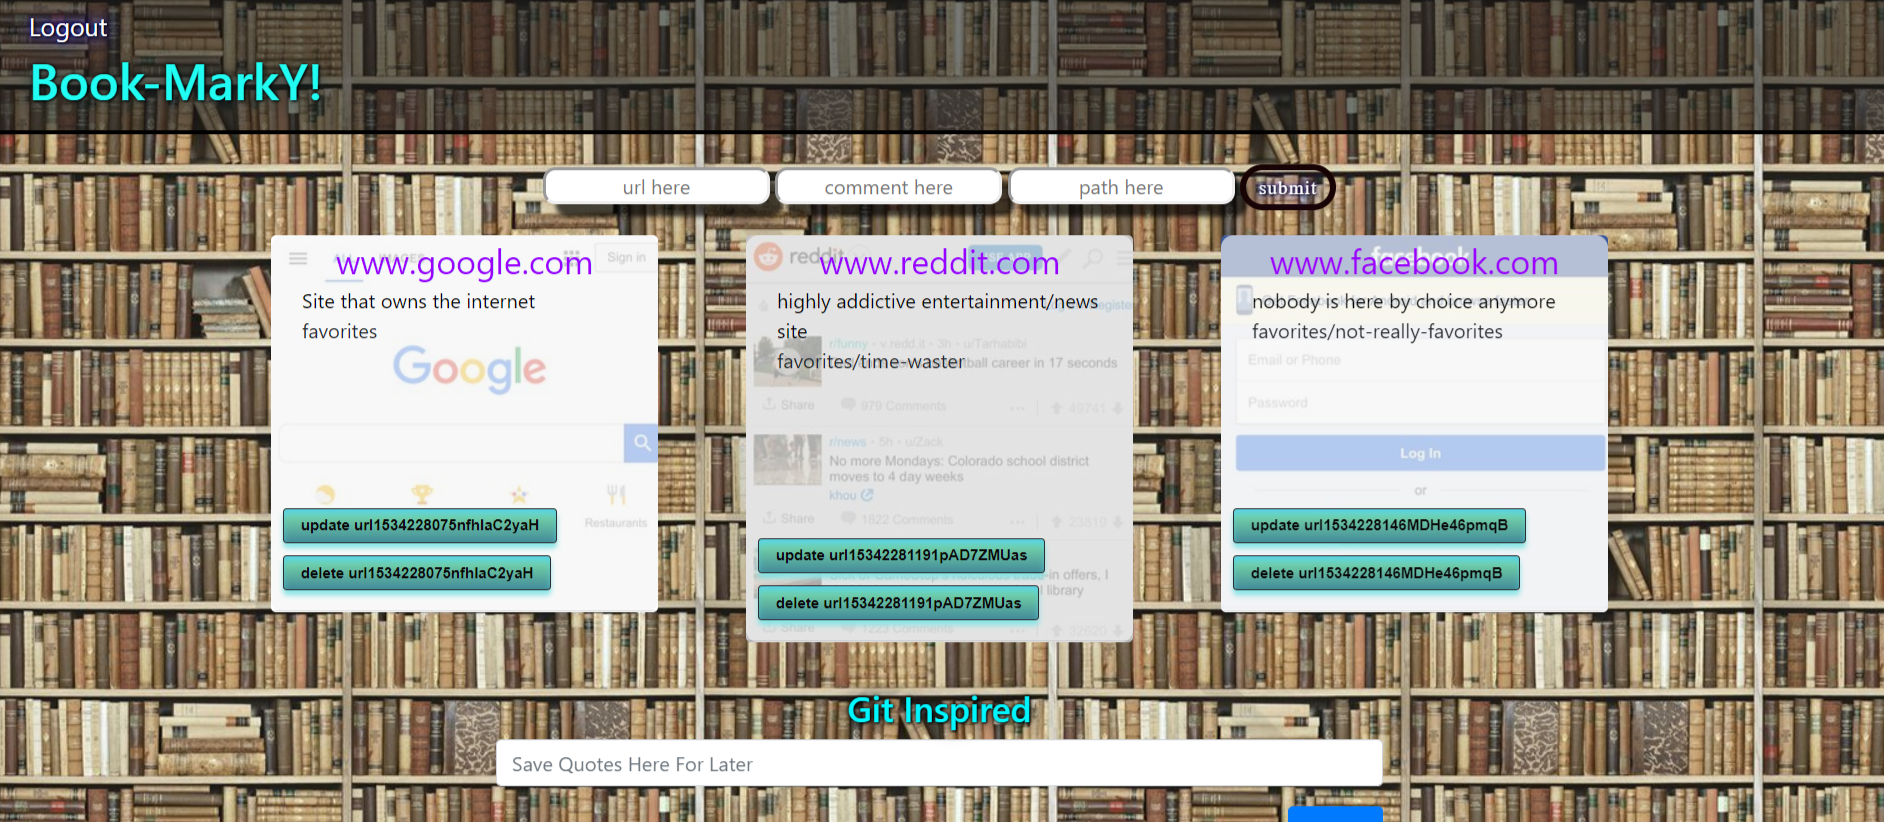 Logout
Book-MarkY!
url here
comment here
path here
submit
Sign in
www.google.com
Site that owns the internet
favorites
Google
Restaurants
update url1534228075nfhlaC2yaH
delete url1534228075nfhlaC2yaH
reddit
www.reddit.com
highly addictive entertainment/news
site
favorites/time-waster
r/funny • v.redd.it • 3h • u/Tarhabibi
career in 17 seconds
Share
979 Comments
49741
r/news • 5h • u/Zack
No more Mondays: Colorado school district
moves to 4 day weeks
khou
Share
1822 Comments
23819
update url15342281191pAD7ZMUas
in offers, I
library
delete url15342281191pAD7ZMUas
Share
1223 Comments
32620
facebook
www.facebook.com
nobody is here by choice anymore
favorites/not-really-favorites
Email or Phone
Password
Log In
or
update url1534228146MDHe46pmqB
delete url1534228146MDHe46pmqB
Git Inspired
Save Quotes Here For Later